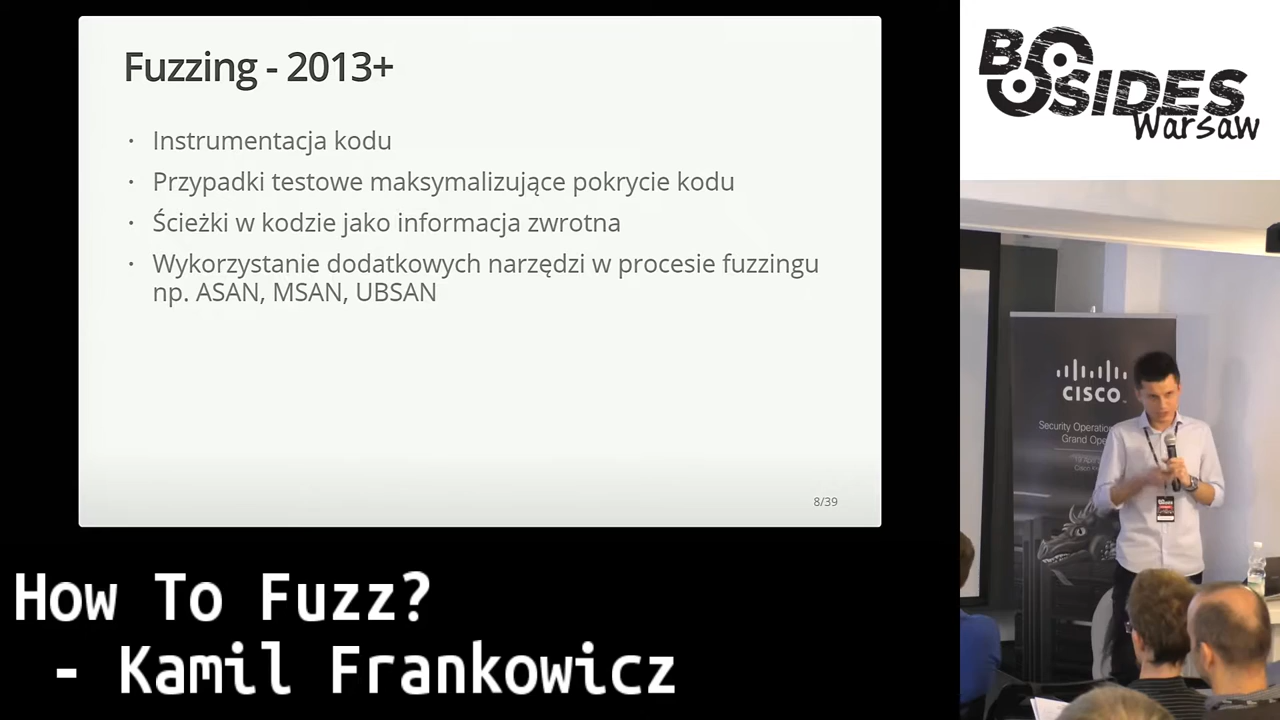 Fuzzing - 2013+
· Instrumentacja kodu
· Przypadki testowe maksymalizujące pokrycie kodu
· Ścieżki w kodzie jako informacja zwrotna
· Wykorzystanie dodatkowych narzędzi w procesie fuzzingu
np. ASAN, MSAN, UBSAN
8/39
How To Fuzz?
- Kamil Frankowicz
BSIDES
Warsaw
CISCO
Security Operation
Grand Ope